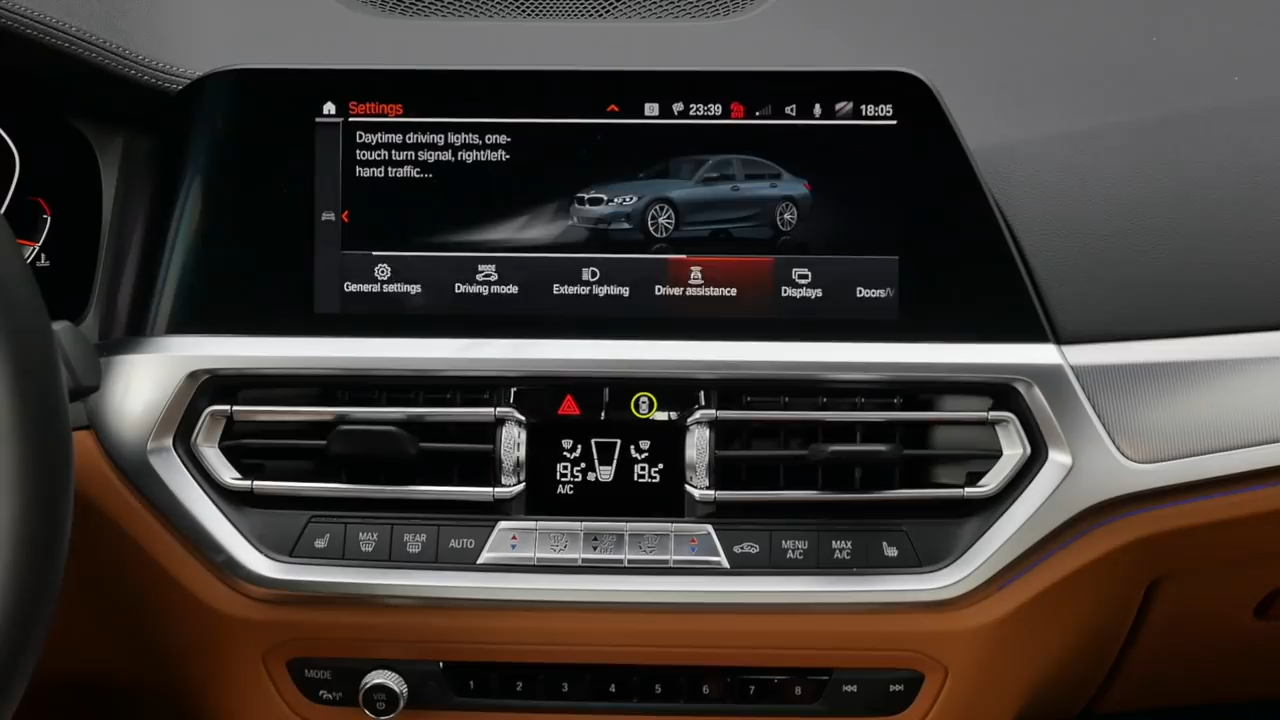 Settings
9
23:39
18:05
Daytime driving lights, one-
touch turn signal, right/left-
hand traffic...
General settings
MODE
Driving mode
Exterior lighting
Driver assistance
Displays
Doors/
19.5°
19.5°
A/C
MAX
REAR
AUTO
MENU
A/C
MAX
A/C
MODE
VOL
1 2 3 4 5 6 7 8